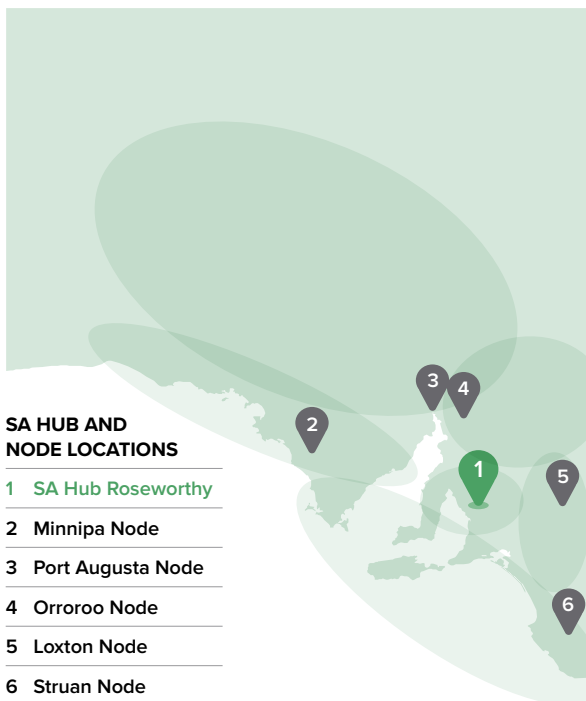 3
4
2
1
5
6
SA HUB AND
NODE LOCATIONS
1 SA Hub Roseworthy
2 Minnipa Node
3 Port Augusta Node
4 Orroroo Node
5 Loxton Node
6 Struan Node